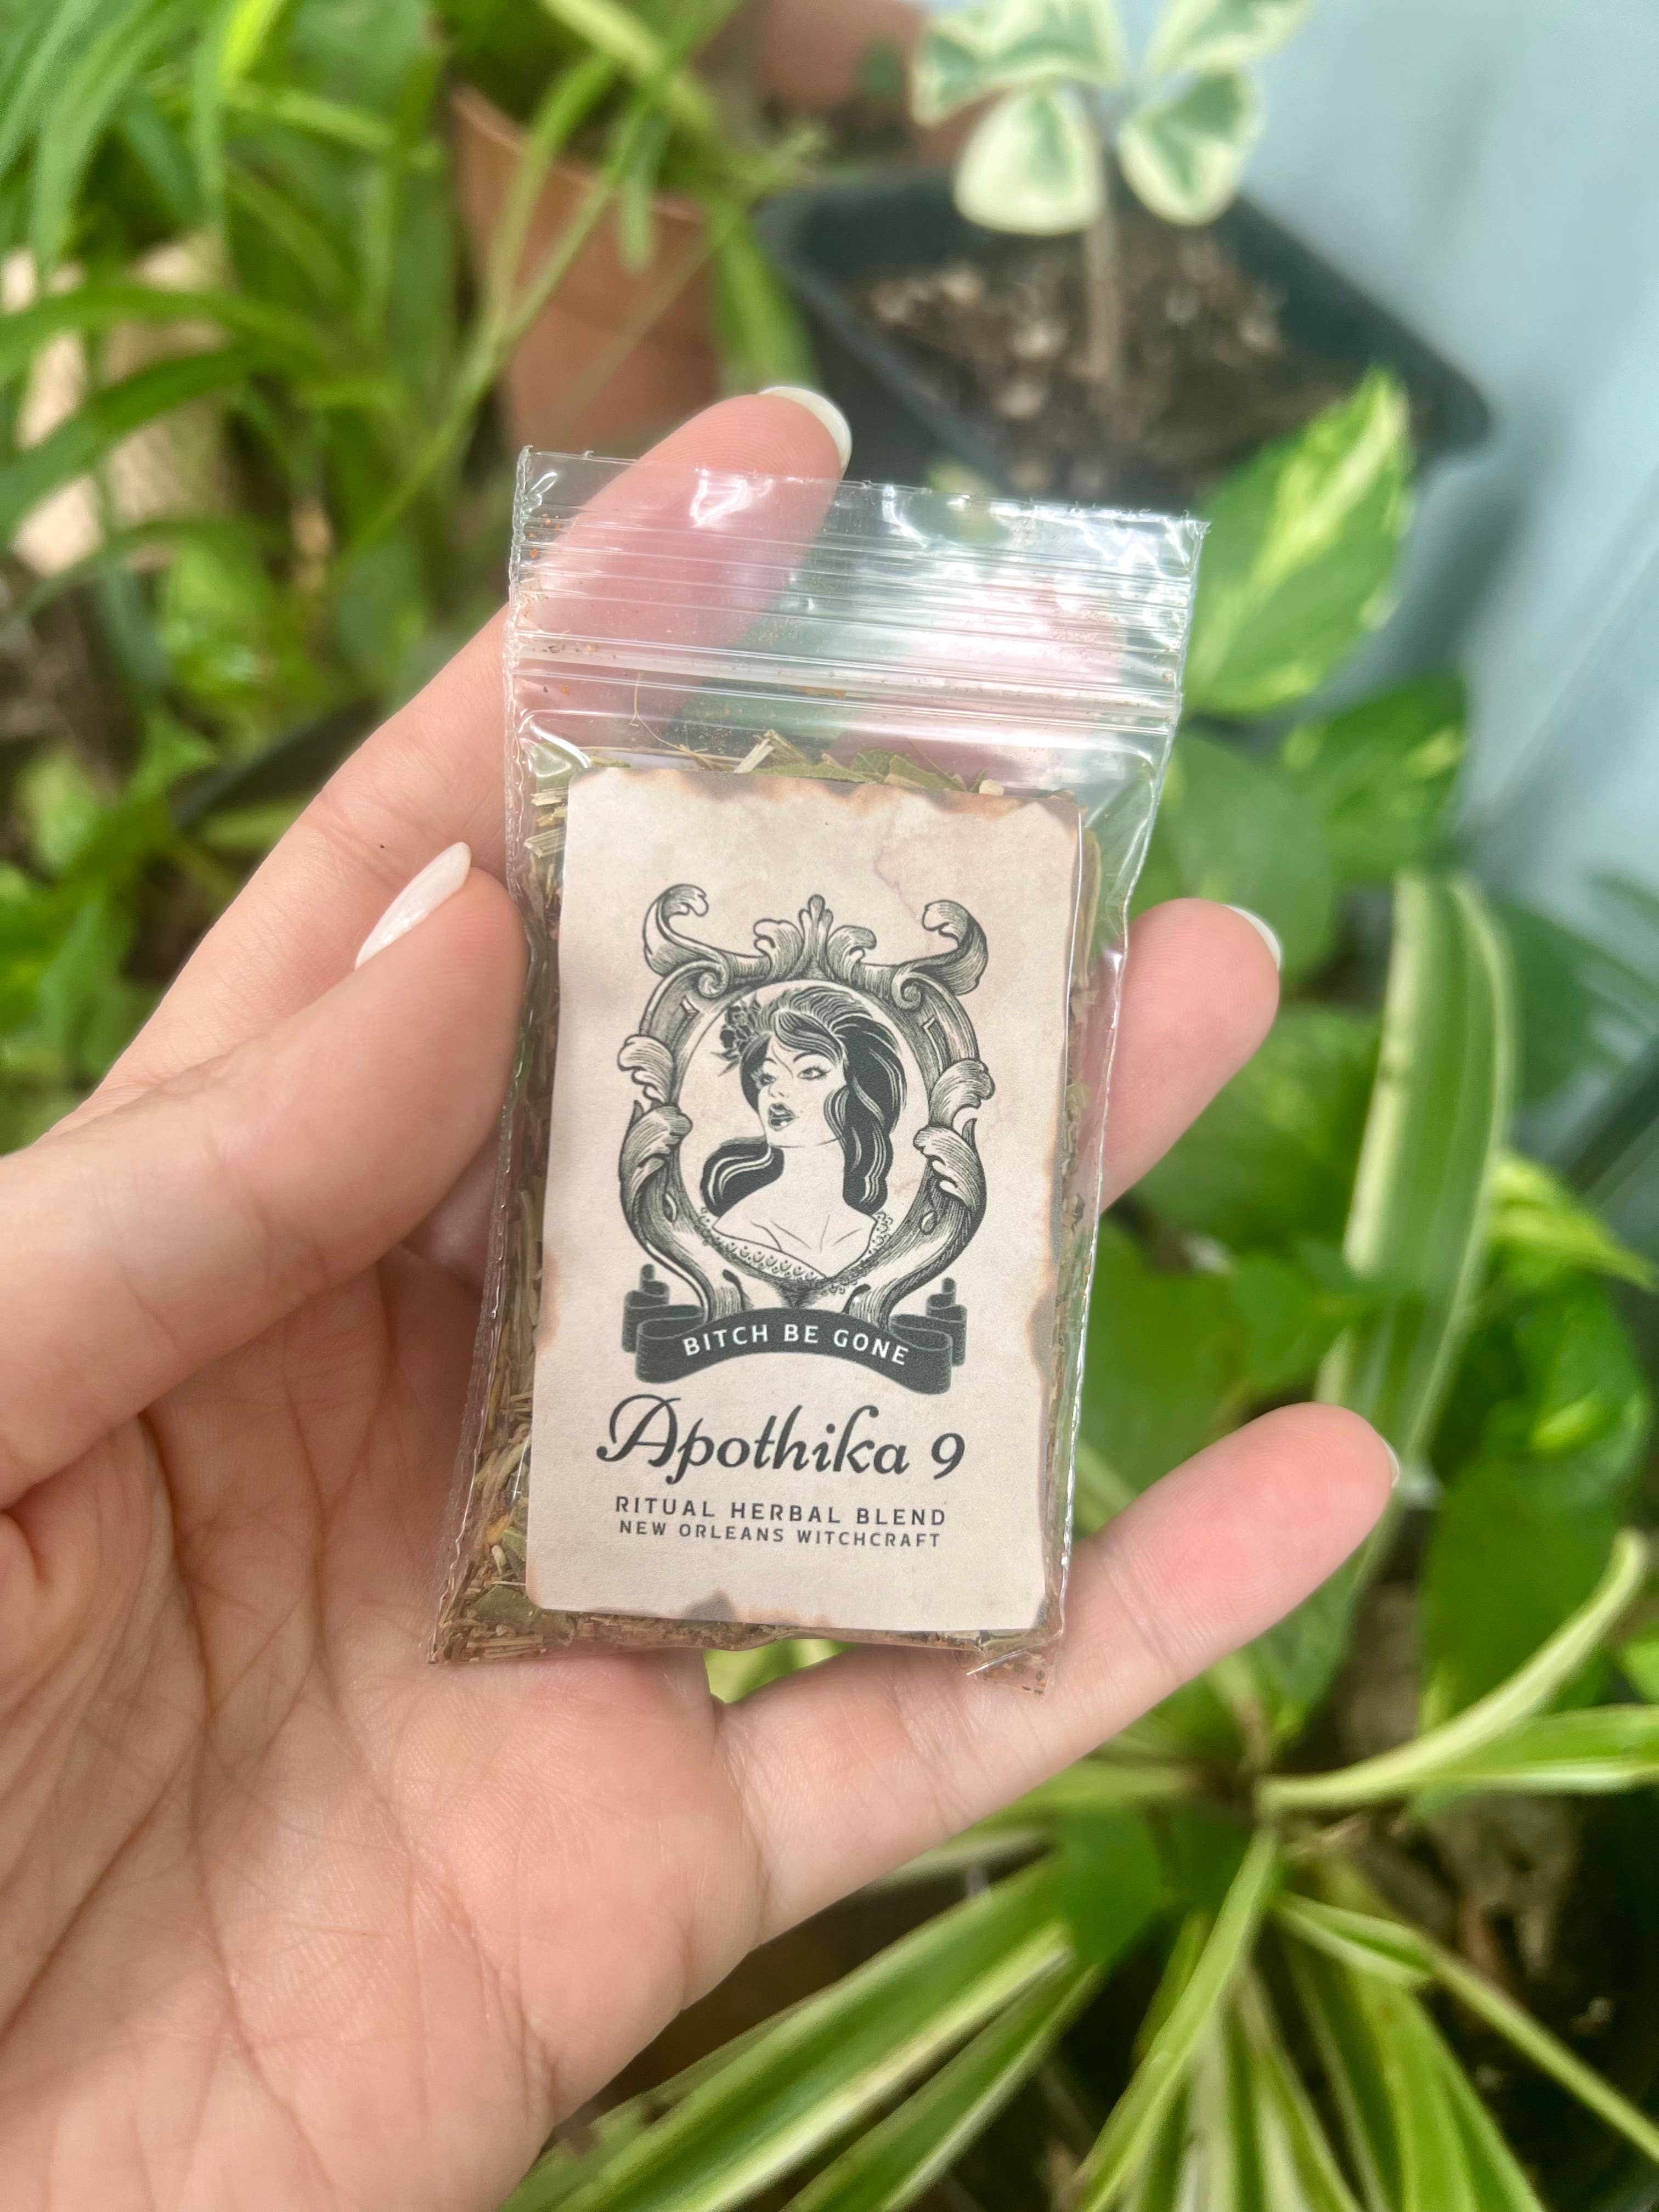 BITCH BE GONE
Apothika 9
RITUAL HERBAL BLEND
NEW ORLEANS WITCHCRAFT